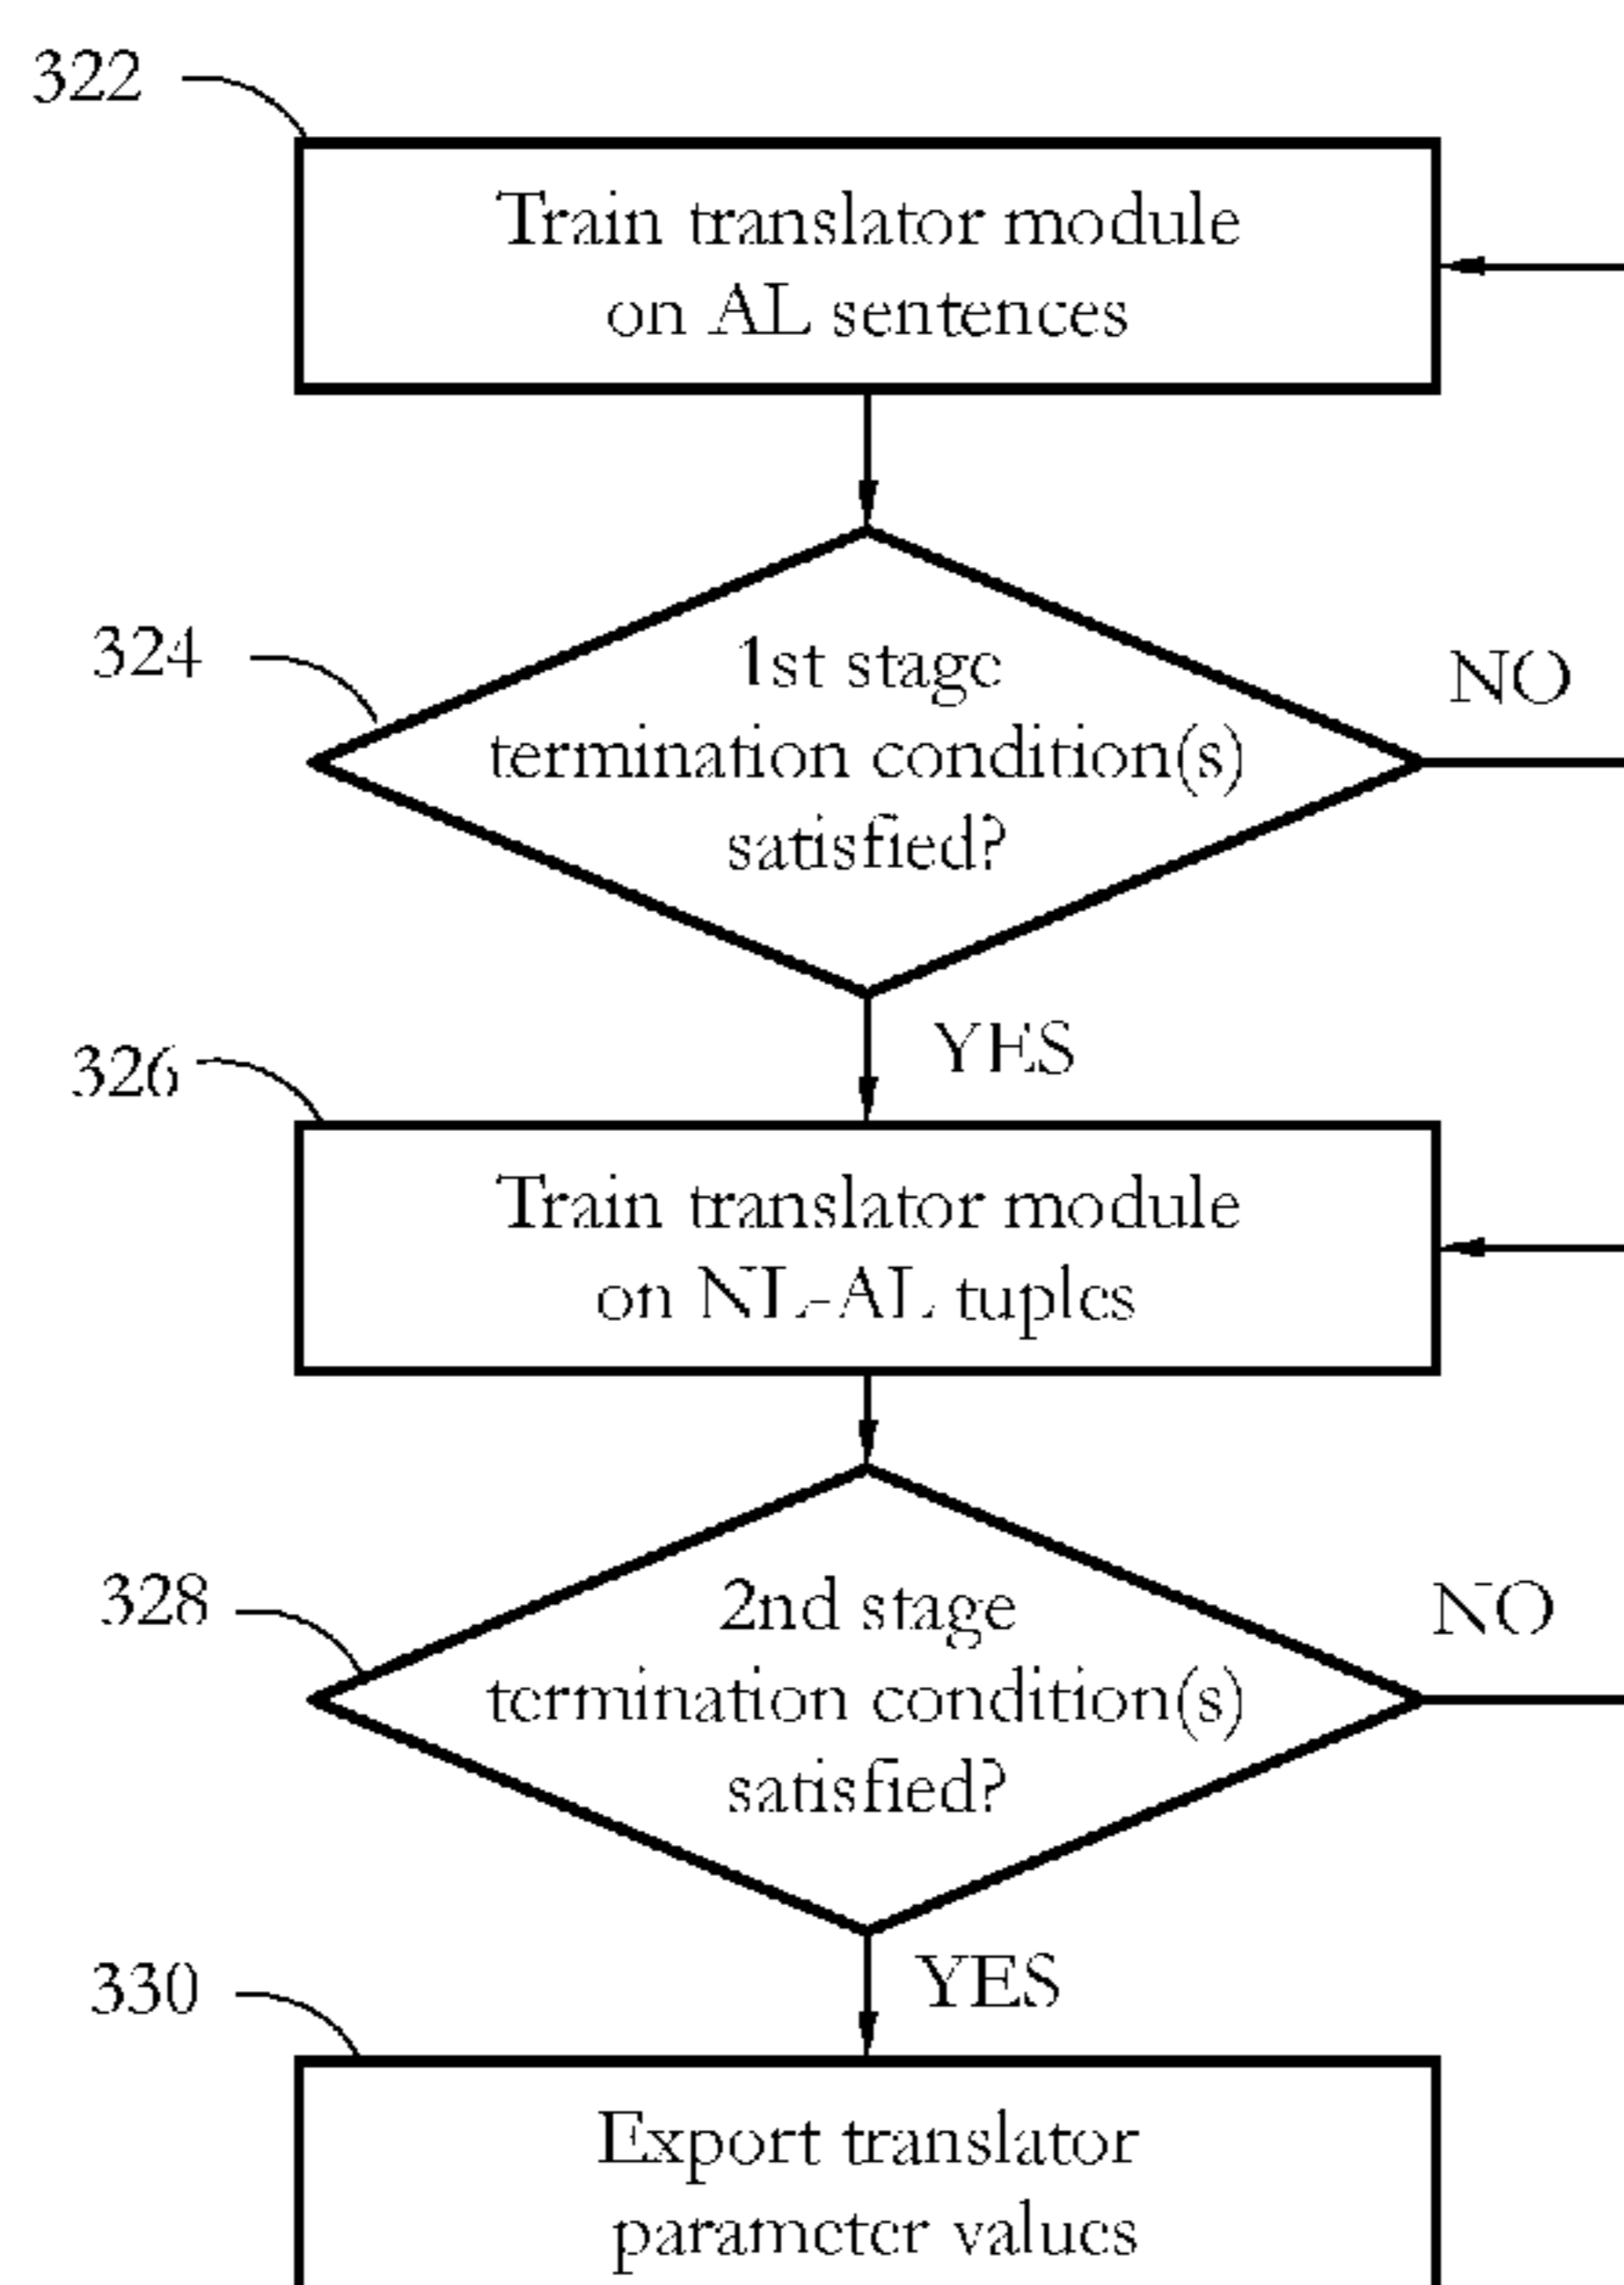 322
Train translator module
on AL sentences
324
1st stage
termination condition(s)
satisfied?
NO
YES
326
Train translator module
on NL-AL tuples
328
2nd stage
termination condition(s)
satisfied?
NO
YES
330
Export translator
parameter values